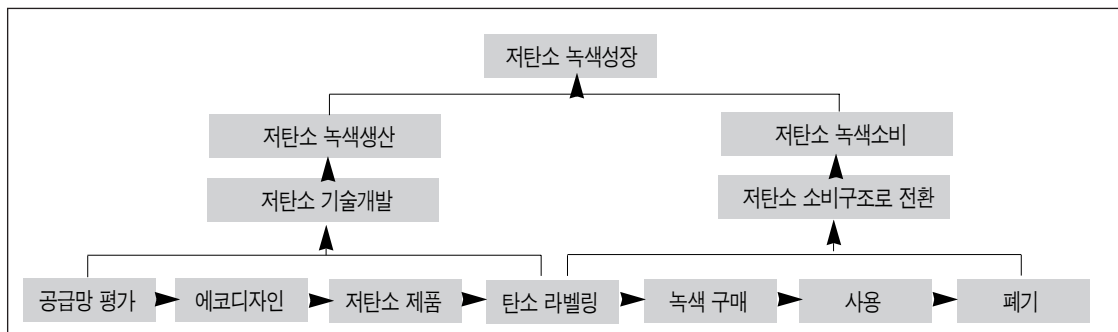 저탄소 녹색성장
저탄소 녹색생산
저탄소 녹색소비
저탄소 기술개발
저탄소 소비구조로 전환
공급망 평가
에코디자인
저탄소 제품
탄소 라벨링
녹색 구매
사용
폐기